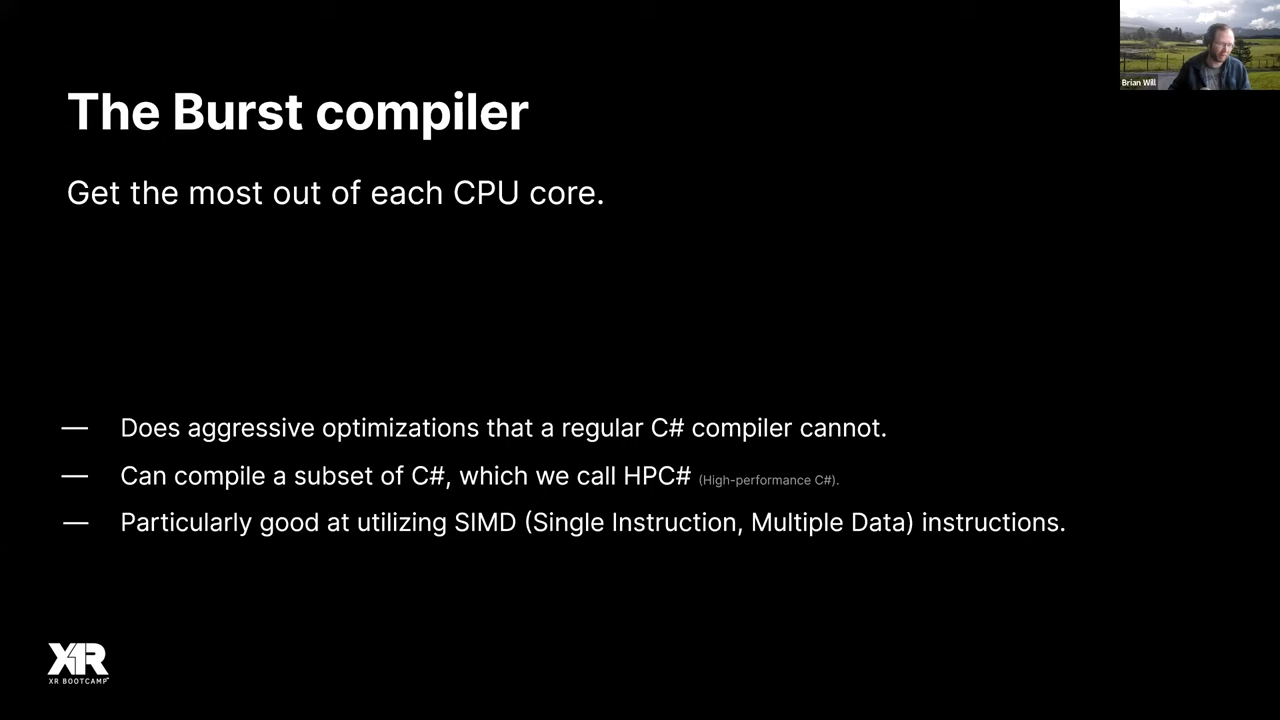 Brian Will
The Burst compiler
Get the most out of each CPU core.
— Does aggressive optimizations that a regular C# compiler cannot.
— Can compile a subset of C#, which we call HPC# (High-performance C#).
— Particularly good at utilizing SIMD (Single Instruction, Multiple Data) instructions.
XR
XR BOOTCAMP